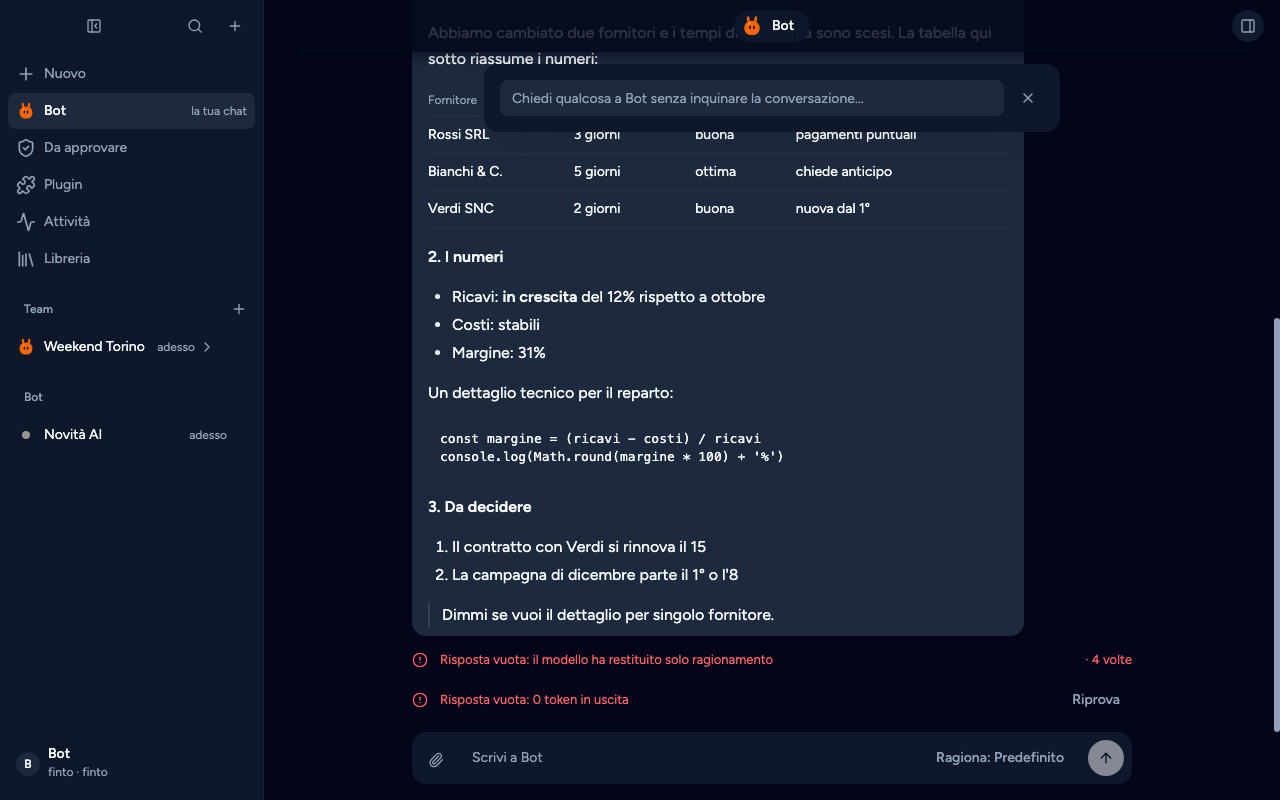 Nuovo
Bot la tua chat
Da approvare
Plugin
Attività
Libreria
Team
Weekend Torino adesso
Bot
Novità AI adesso
B
Bot
finto · finto
Bot
Abbiamo cambiato due fornitori e i tempi di sono scesi. La tabella qui
sotto riassume i numeri:
Chiedi qualcosa a Bot senza inquinare la conversazione...
Fornitore
Rossi SRL 3 giorni buona pagamenti puntuali
Bianchi & C. 5 giorni ottima chiede anticipo
Verdi SNC 2 giorni buona nuova dal 1°
2. I numeri
• Ricavi: in crescita del 12% rispetto a ottobre
• Costi: stabili
• Margine: 31%
Un dettaglio tecnico per il reparto:
const margine = (ricavi - costi) / ricavi
console.log(Math.round(margine * 100) + '%')
3. Da decidere
1. Il contratto con Verdi si rinnova il 15
2. La campagna di dicembre parte il 1° o l'8
Dimmi se vuoi il dettaglio per singolo fornitore.
Risposta vuota: il modello ha restituito solo ragionamento · 4 volte
Risposta vuota: 0 token in uscita Riprova
Scrivi a Bot Ragiona: Predefinito